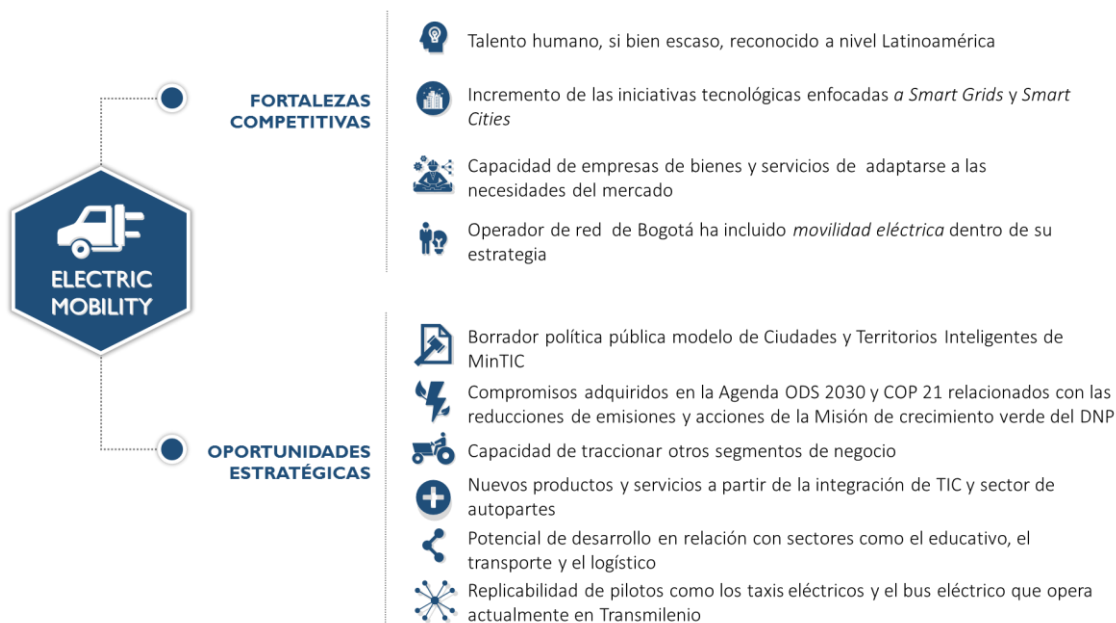 ELECTRIC
MOBILITY
FORTALEZAS
COMPETITIVAS
Talento humano, si bien escaso, reconocido a nivel Latinoamérica
Incremento de las iniciativas tecnológicas enfocadas a Smart Grids y Smart
Cities
Capacidad de empresas de bienes y servicios de adaptarse a las
necesidades del mercado
Operador de red de Bogotá ha incluido movilidad eléctrica dentro de su
estrategia
OPORTUNIDADES
ESTRATÉGICAS
Borrador política pública modelo de Ciudades y Territorios Inteligentes de
MinTIC
Compromisos adquiridos en la Agenda ODS 2030 y COP 21 relacionados con las
reducciones de emisiones y acciones de la Misión de crecimiento verde del DNP
Capacidad de traccionar otros segmentos de negocio
Nuevos productos y servicios a partir de la integración de TIC y sector de
autopartes
Potencial de desarrollo en relación con sectores como el educativo, el
transporte y el logístico
Replicabilidad de pilotos como los taxis eléctricos y el bus eléctrico que opera
actualmente en Transmilenio